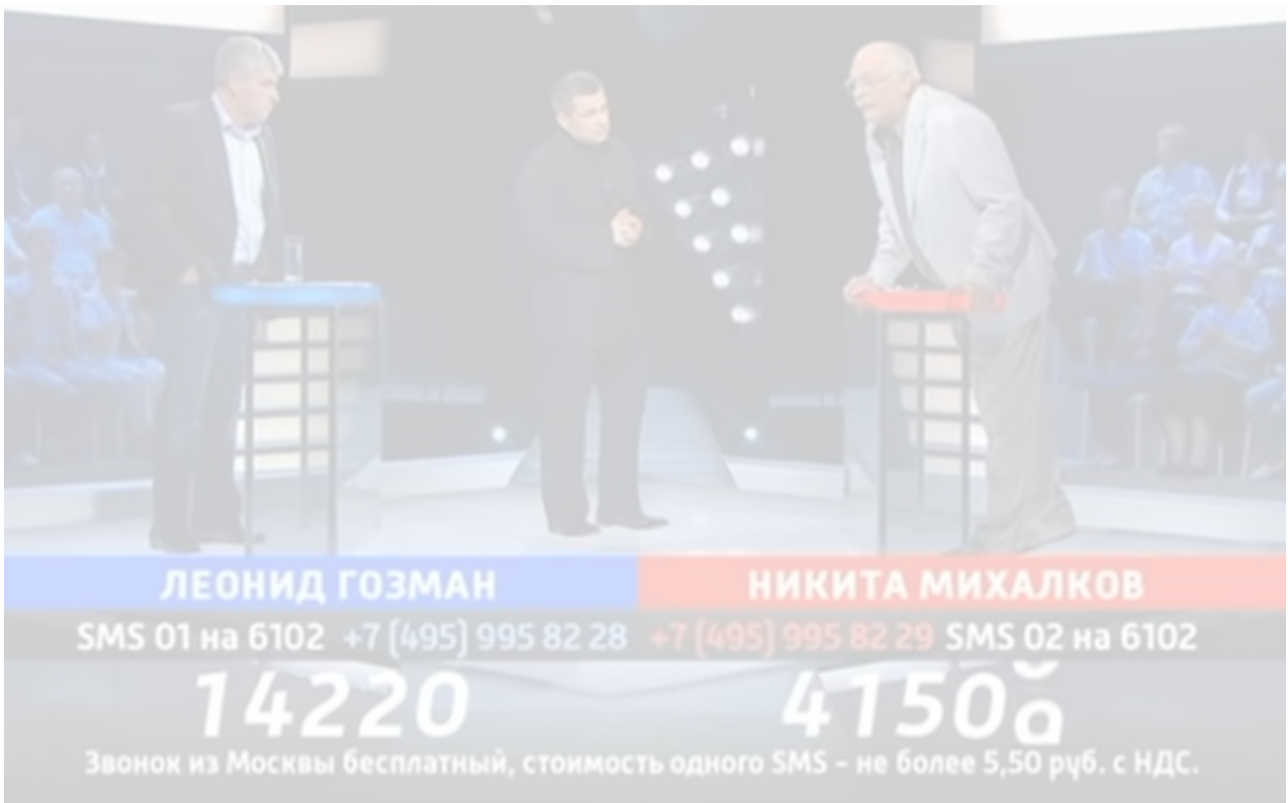 ЛЕОНИД ГОЗМАН НИКИТА МИХАЛКОВ
SMS 01 на 6102 +7 (495) 995 82 28 +7 (495) 995 82 29 SMS 02 на 6102
14220 4150
Звонок из Москвы бесплатный, стоимость одного SMS - не более 5,50 руб. с НДС.